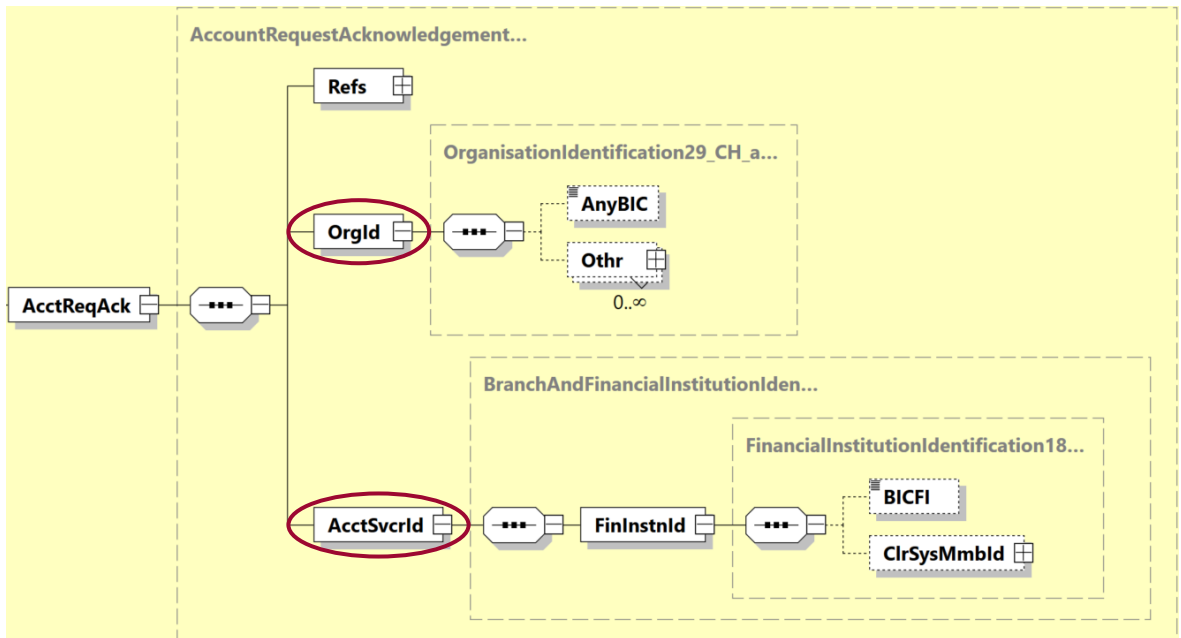 AccountRequestAcknowledgement...
Refs
OrganisationIdentification29_CH_a...
AnyBIC
OrgId
Othr
0..∞
AcctReqAck
BranchAndFinancialInstitutionIden...
FinancialInstitutionIdentification18...
BICFI
AcctSvcrId
FinInstnId
ClrSysMmbId